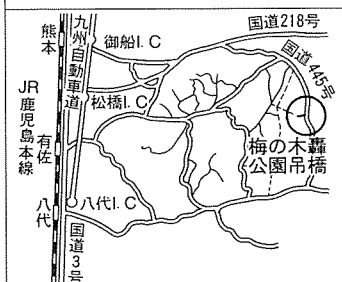 国道218号
国道445号
熊本
九州自動車道
御船I.C
松橋I.C
JR鹿児島本線
有佐
八代
八代I.C
国道3号
梅の木轟
公園吊橋